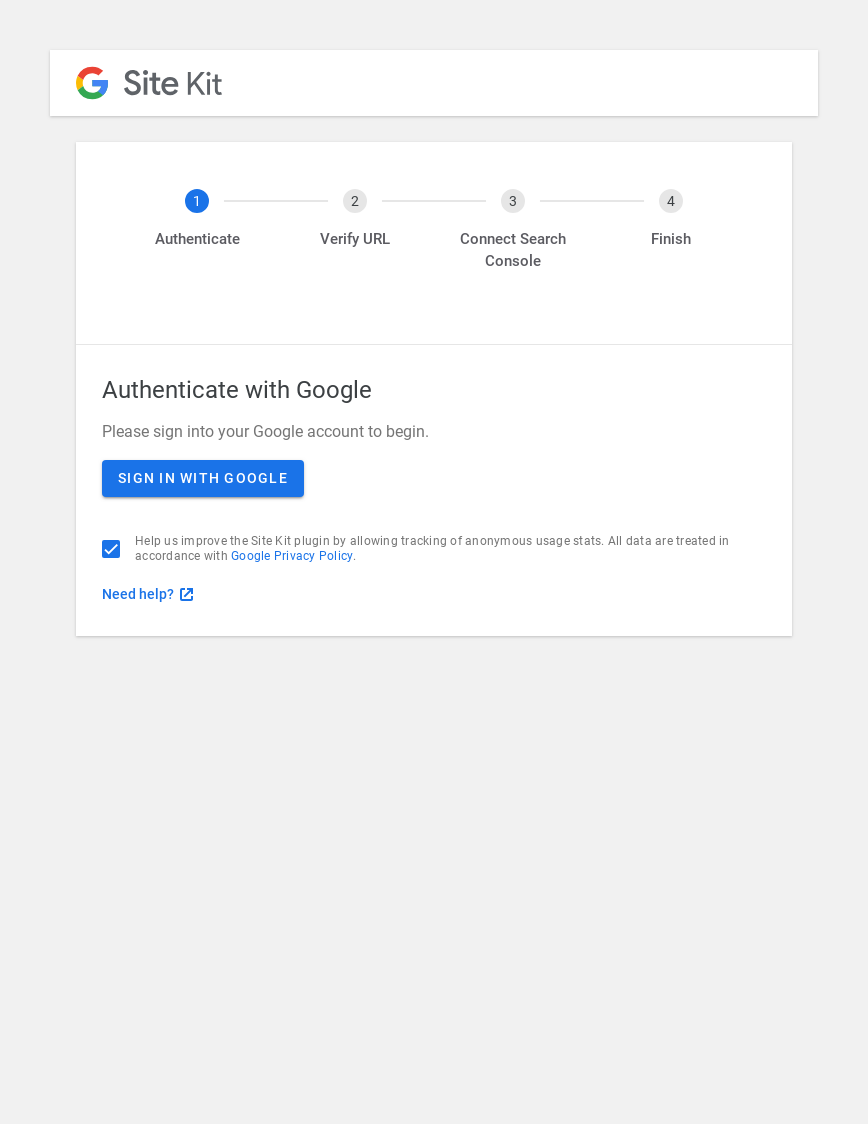 Site Kit
1
2
3
4
Authenticate
Verify URL
Connect Search
Console
Finish
Authenticate with Google
Please sign into your Google account to begin.
SIGN IN WITH GOOGLE
Help us improve the Site Kit plugin by allowing tracking of anonymous usage stats. All data are treated in
accordance with Google Privacy Policy.
Need help?